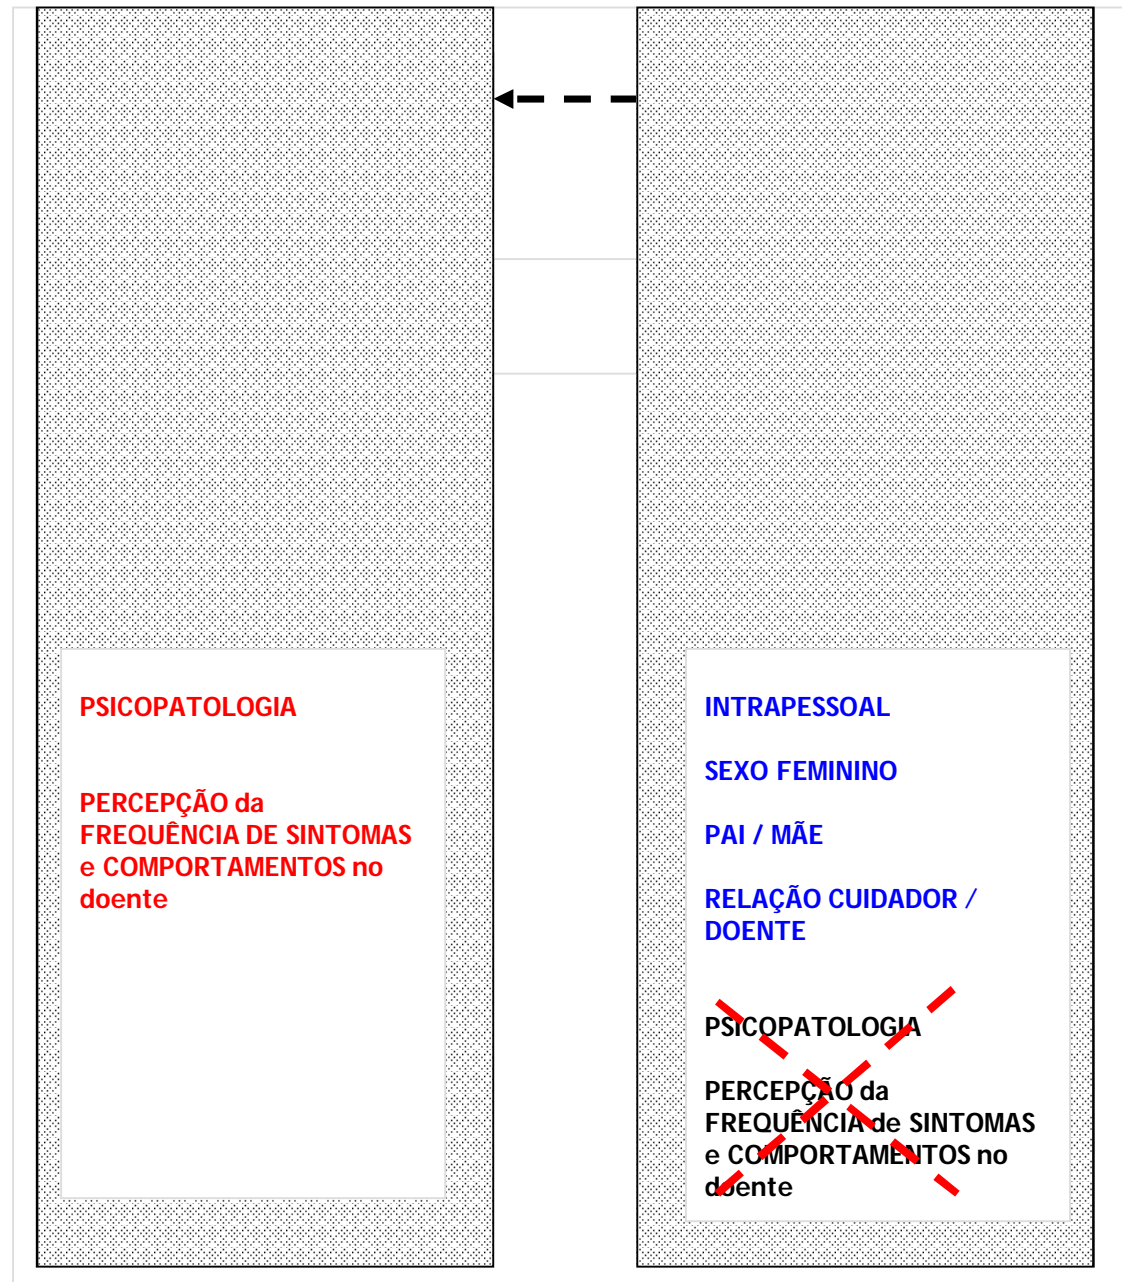 PSICOPATOLOGIA
PERCEPÇÃO da
FREQUÊNCIA DE SINTOMAS
e COMPORTAMENTOS no
doente
INTRAPESSOAL
SEXO FEMININO
PAI / MÃE
RELAÇÃO CUIDADOR /
DOENTE
PSICOPATOLOGIA
PERCEPÇÃO da
FREQUÊNCIA de SINTOMAS
e COMPORTAMENTOS no
doente